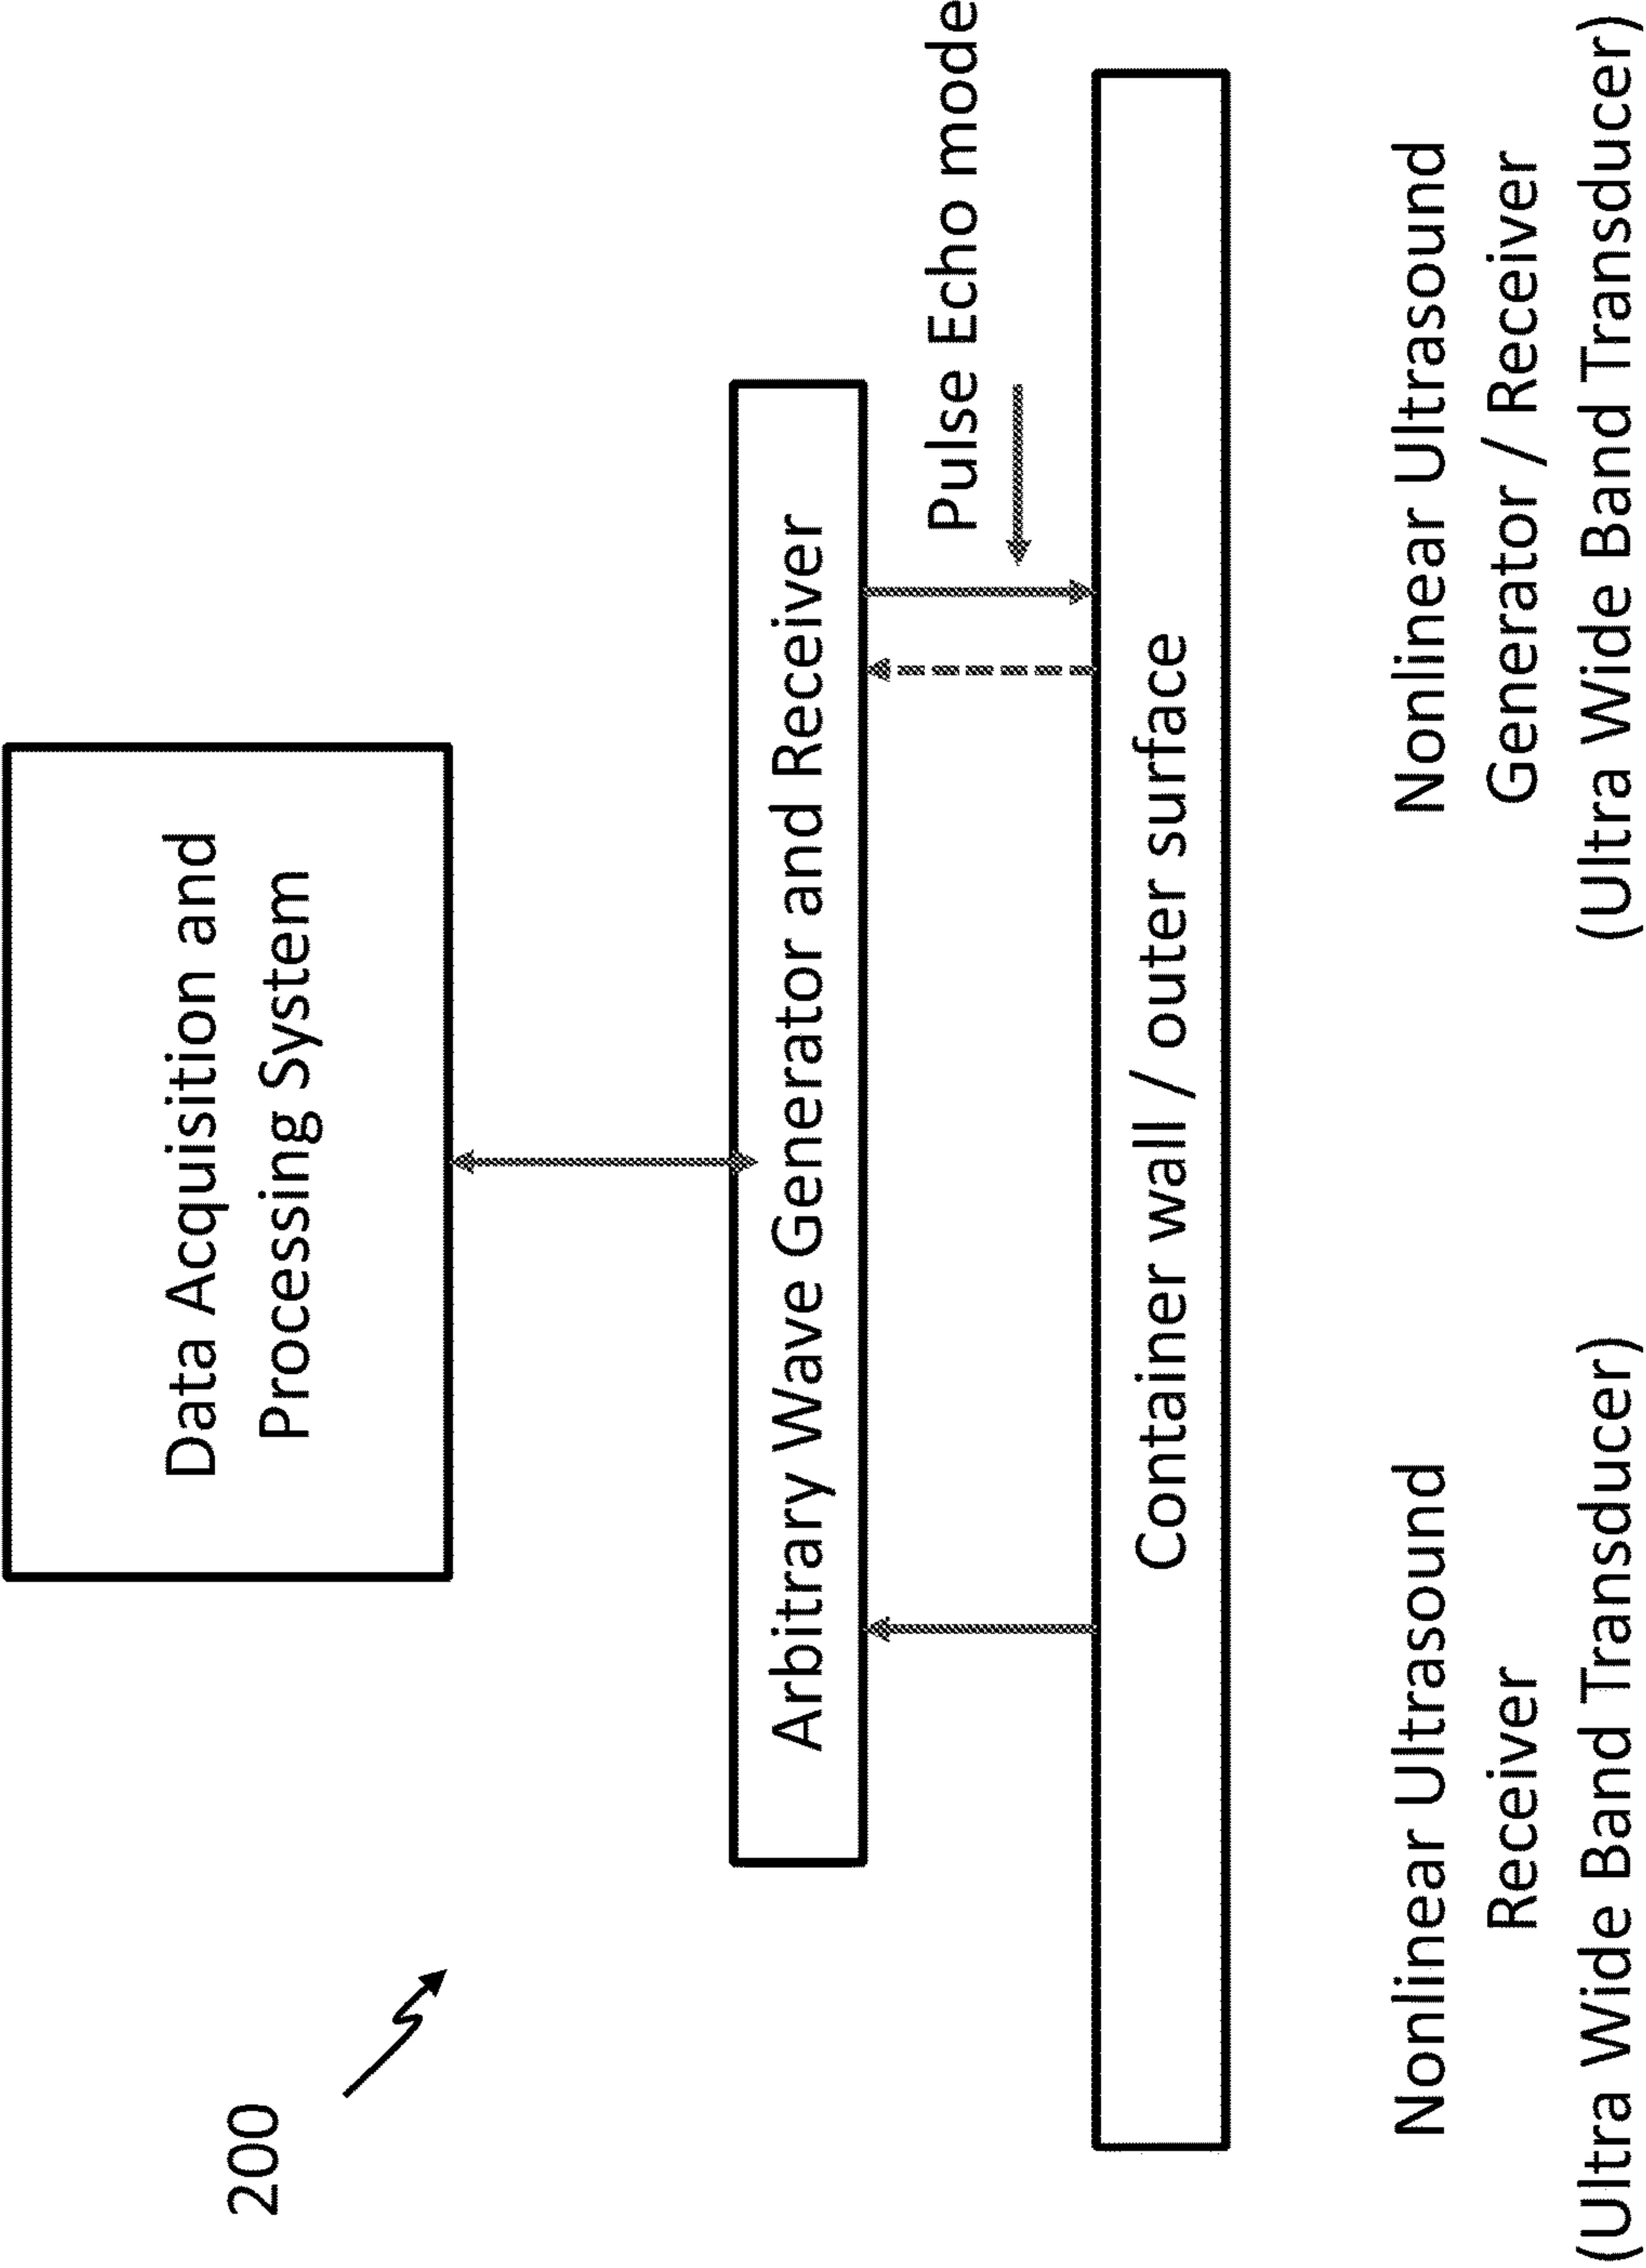 200
Data Acquisition and
Processing System
Arbitrary Wave Generator and Receiver
Pulse Echo mode
Container wall / outer surface
Nonlinear Ultrasound
Receiver
(Ultra Wide Band Transducer)
Nonlinear Ultrasound
Generator / Receiver
(Ultra Wide Band Transducer)